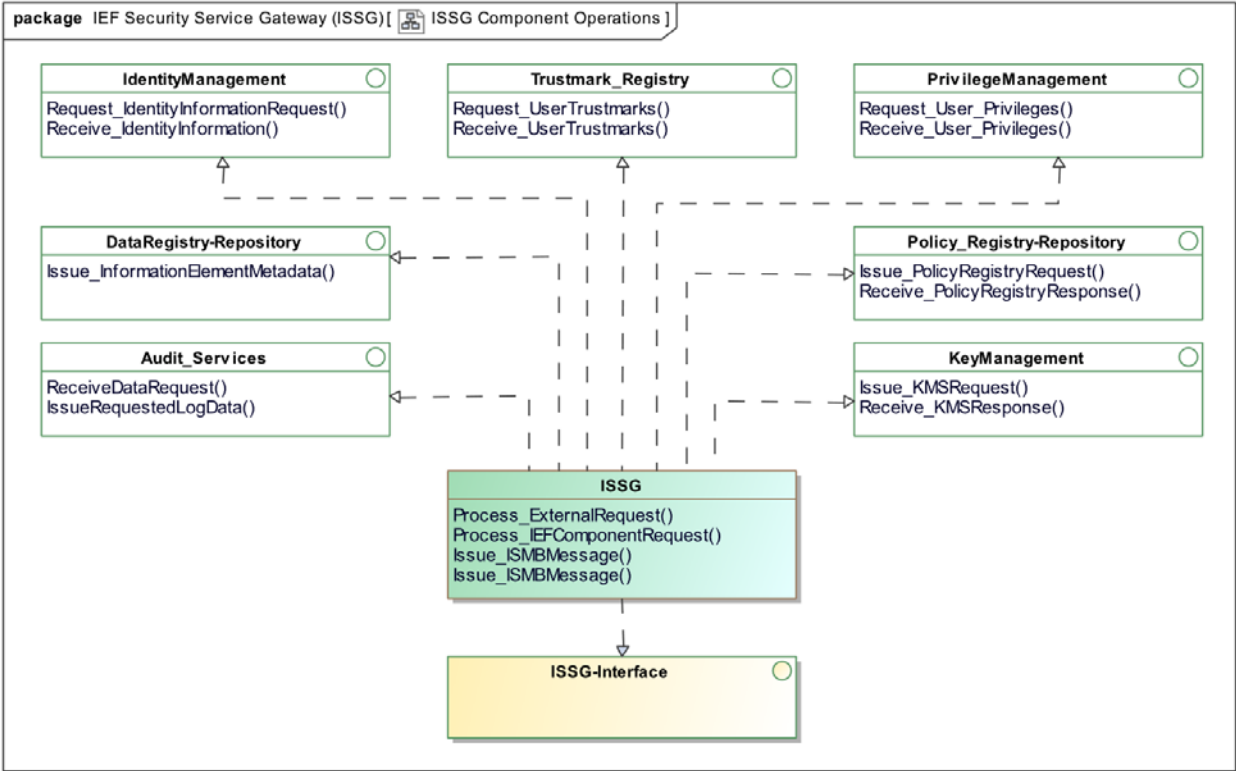 package IEF Security Service Gateway (ISSG)[ ISSG Component Operations ]
IdentityManagement
Request_IdentityInformationRequest()
Receive_IdentityInformation()
Trustmark_Registry
Request_UserTrustmarks()
Receive_UserTrustmarks()
PrivilegeManagement
Request_User_Privileges()
Receive_User_Privileges()
DataRegistry-Repository
Issue_InformationElementMetadata()
Policy_Registry-Repository
Issue_PolicyRegistryRequest()
Receive_PolicyRegistryResponse()
Audit_Services
ReceiveDataRequest()
IssueRequestedLogData()
KeyManagement
Issue_KMSRequest()
Receive_KMSResponse()
ISSG
Process_ExternalRequest()
Process_IEFComponentRequest()
Issue_ISMBMessage()
Issue_ISMBMessage()
ISSG-Interface